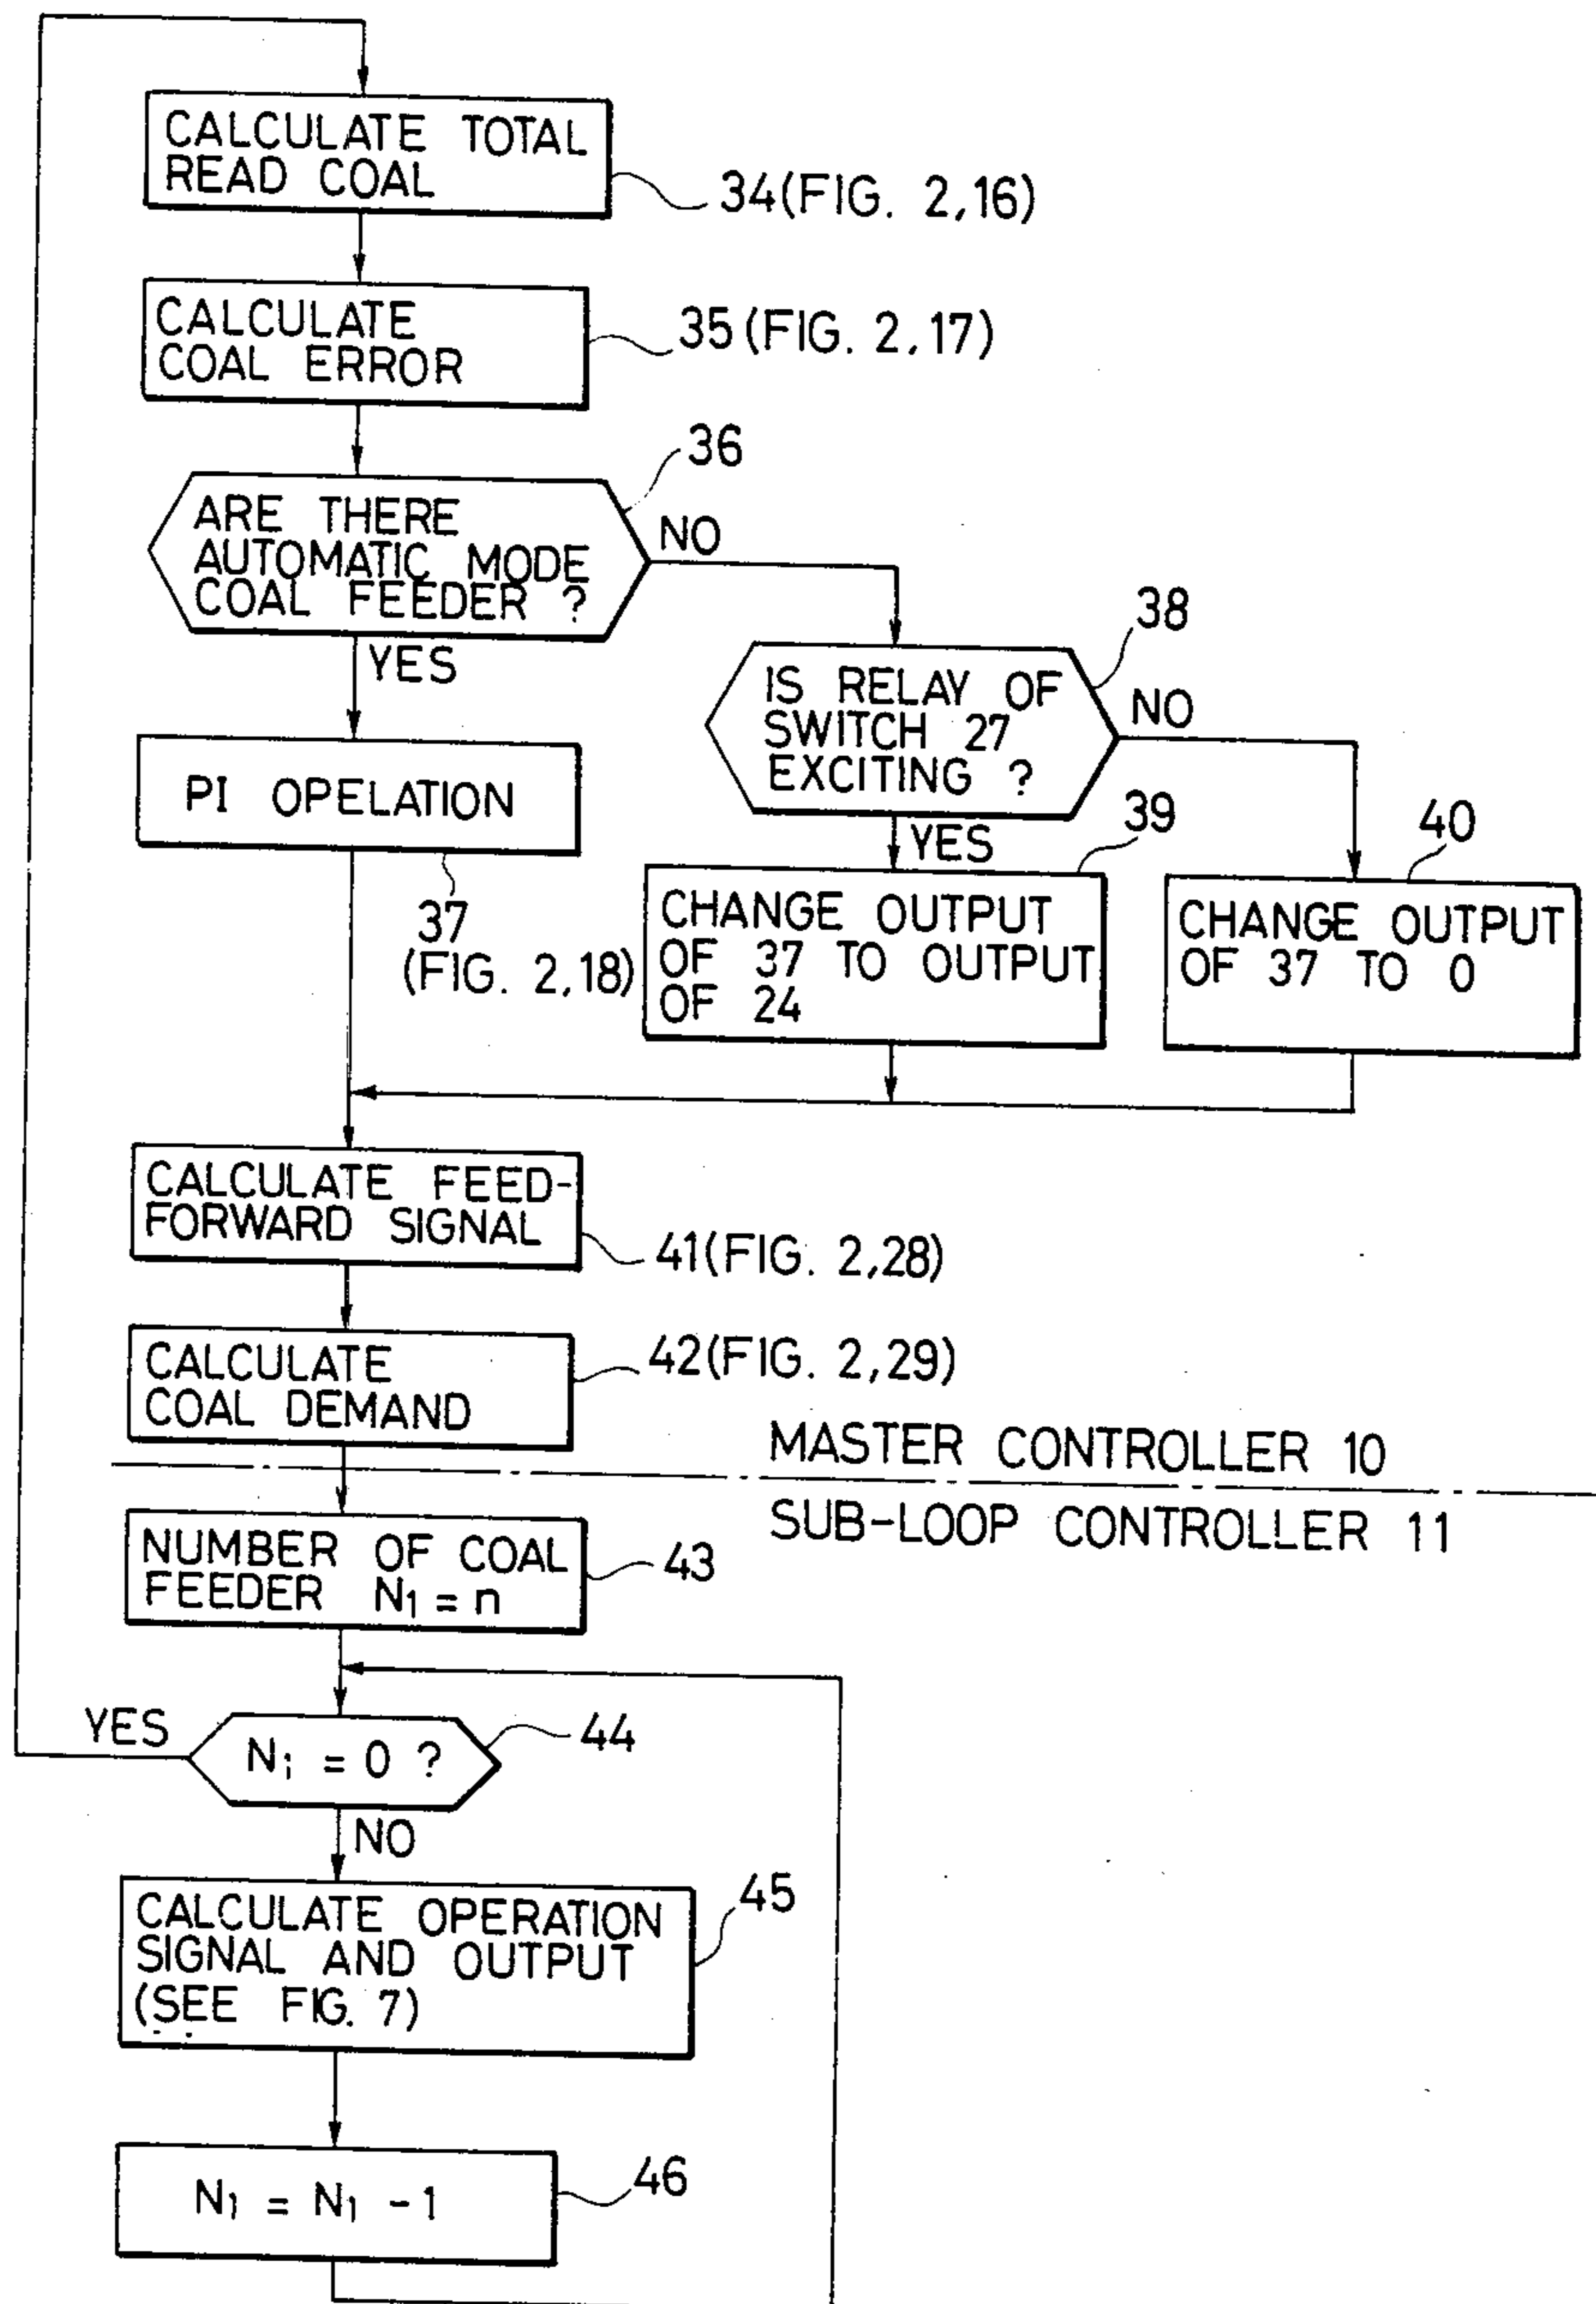 CALCULATE TOTAL
READ COAL
34(FIG. 2,16)
CALCULATE
COAL ERROR
35(FIG. 2,17)
36
ARE THERE
AUTOMATIC MODE
COAL FEEDER ?
NO
YES
38
IS RELAY OF
SWITCH 27
EXCITING ?
NO
YES
PI OPELATION
37
(FIG. 2,18)
39
CHANGE OUTPUT
OF 37 TO OUTPUT
OF 24
40
CHANGE OUTPUT
OF 37 TO 0
CALCULATE FEED-
FORWARD SIGNAL
41(FIG. 2,28)
CALCULATE
COAL DEMAND
42(FIG. 2,29)
MASTER CONTROLLER 10
SUB-LOOP CONTROLLER 11
NUMBER OF COAL
FEEDER N1 = n
43
YES
Ni = 0 ?
44
NO
CALCULATE OPERATION
SIGNAL AND OUTPUT
(SEE FIG. 7)
45
N1 = N1 - 1
46